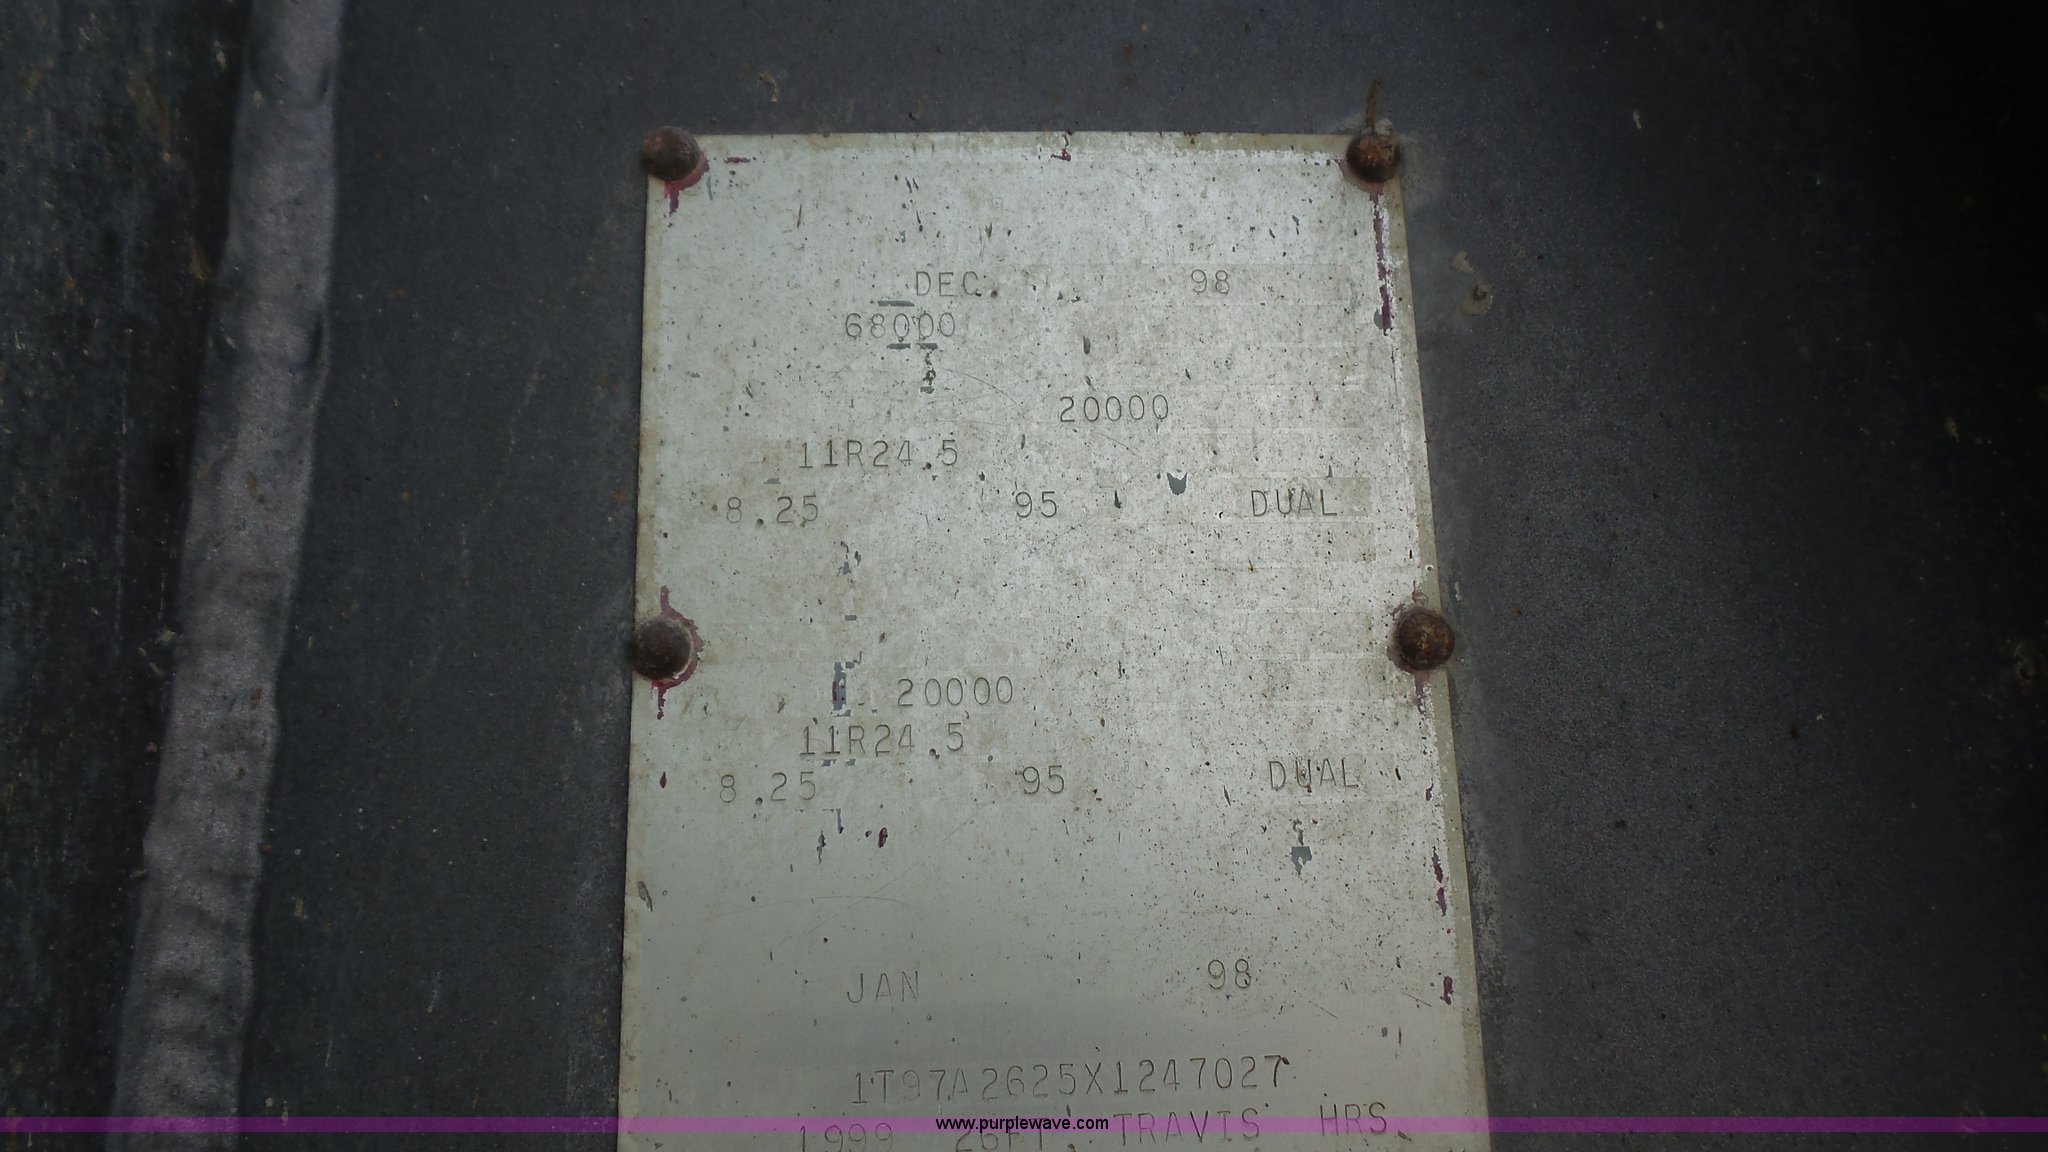 DEC 98
68000
20000
11R24.5
8.25 95 DUAL
20000
11R24.5
8.25 95 DUAL
JAN 98
1T97A2625X1247027
1999 26FT. TRAVIS HRS
www.purplewave.com